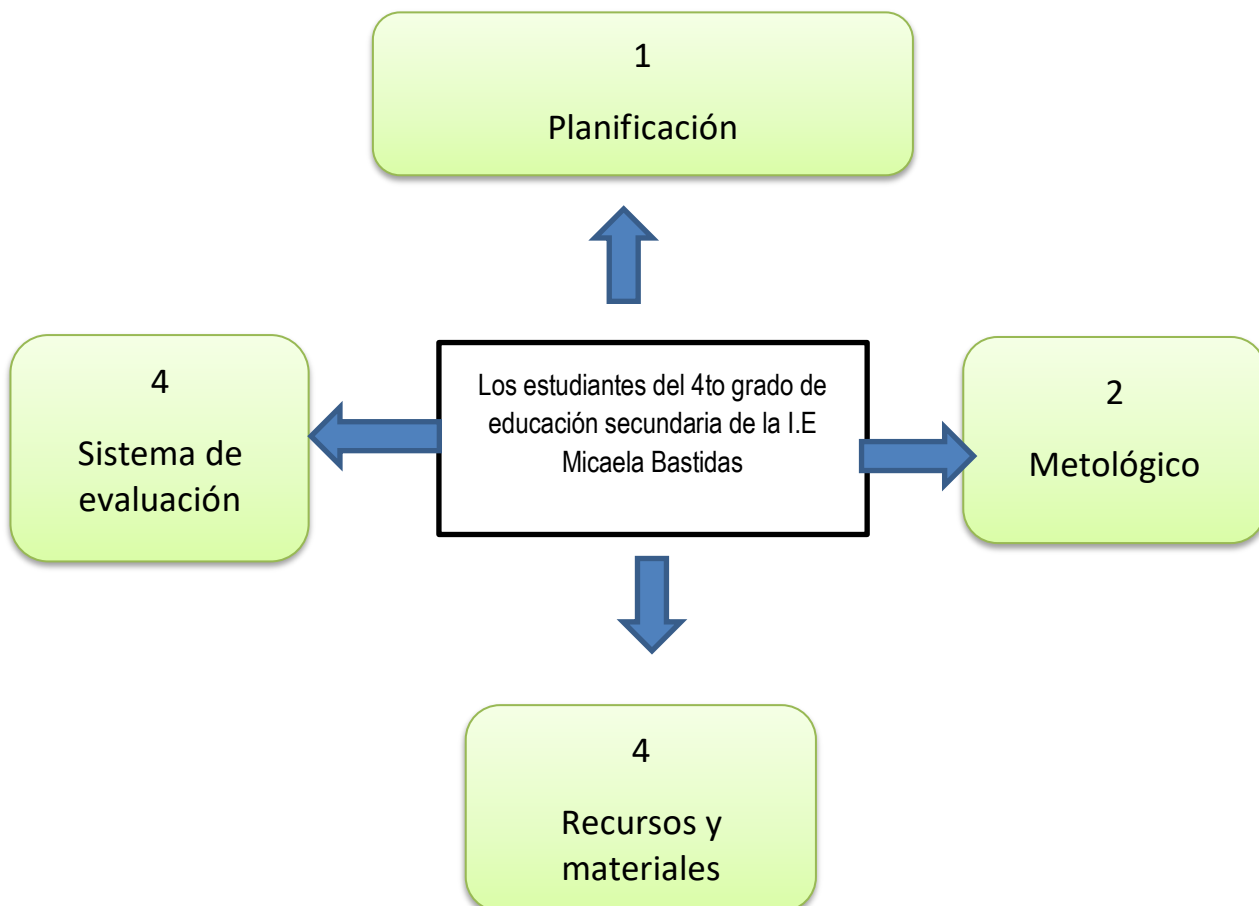 1
Planificación
4
Sistema de
evaluación
Los estudiantes del 4to grado de
educación secundaria de la I.E
Micaela Bastidas
2
Metológico
4
Recursos y
materiales